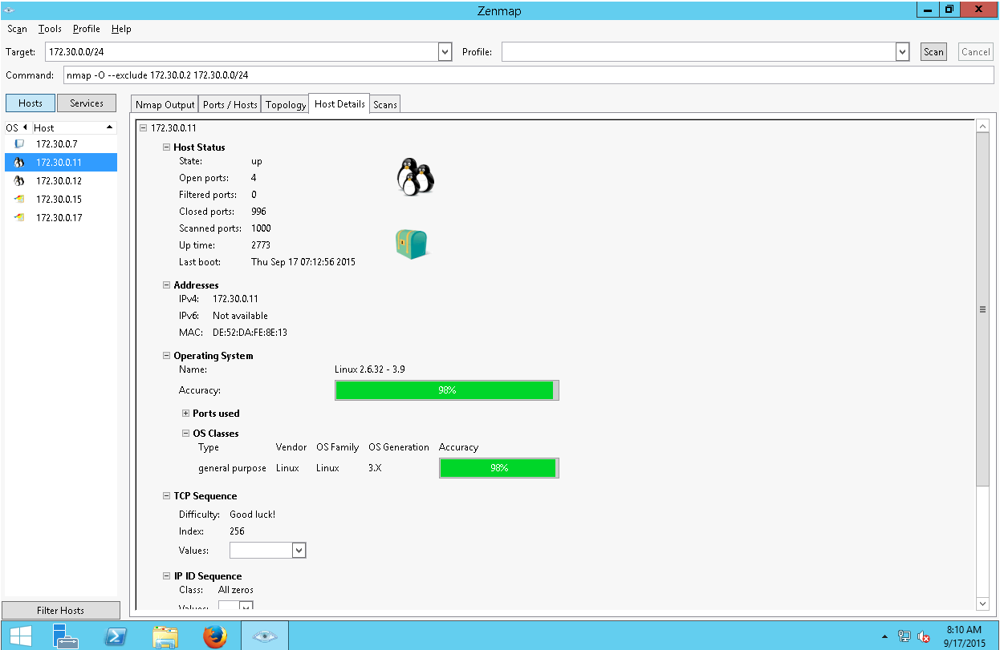 Zenmap
Scan Tools Profile Help
Target: 172.30.0.0/24 Profile: Scan Cancel
Command: nmap -O --exclude 172.30.0.2 172.30.0.0/24
Hosts Services
Nmap Output Ports / Hosts Topology Host Details Scans
OS Host
172.30.0.7
172.30.0.11
172.30.0.12
172.30.0.15
172.30.0.17
Filter Hosts
172.30.0.11
Host Status
State: up
Open ports: 4
Filtered ports: 0
Closed ports: 996
Scanned ports: 1000
Up time: 2773
Last boot: Thu Sep 17 07:12:56 2015
Addresses
IPv4: 172.30.0.11
IPv6: Not available
MAC: DE:52:DA:FE:8E:13
Operating System
Name: Linux 2.6.32 - 3.9
Accuracy: 98%
Ports used
OS Classes
Type Vendor OS Family OS Generation Accuracy
general purpose Linux Linux 3.X 98%
TCP Sequence
Difficulty: Good luck!
Index: 256
Values:
IP ID Sequence
Class: All zeros
Values:
8:10 AM
9/17/2015